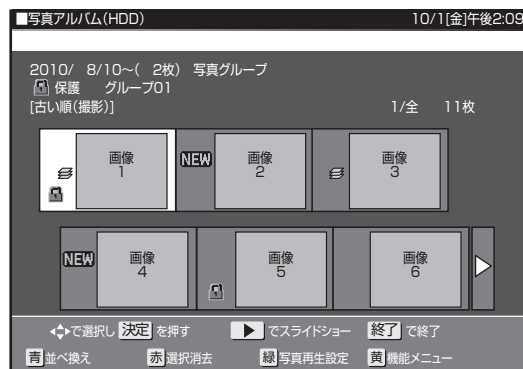 ■写真アルバム(HDD) 10/1[金]午後2:09
2010/ 8/10~( 2枚) 写真グループ
保護 グループ01
[古い順(撮影)] 1/全 11枚
画像 1 NEW 画像 2 画像 3
NEW 画像 4 画像 5 画像 6
で選択し 決定 を押す ▶ でスライドショー 終了 で終了
青 並べ換え 赤 選択消去 緑 写真再生設定 黄 機能メニュー